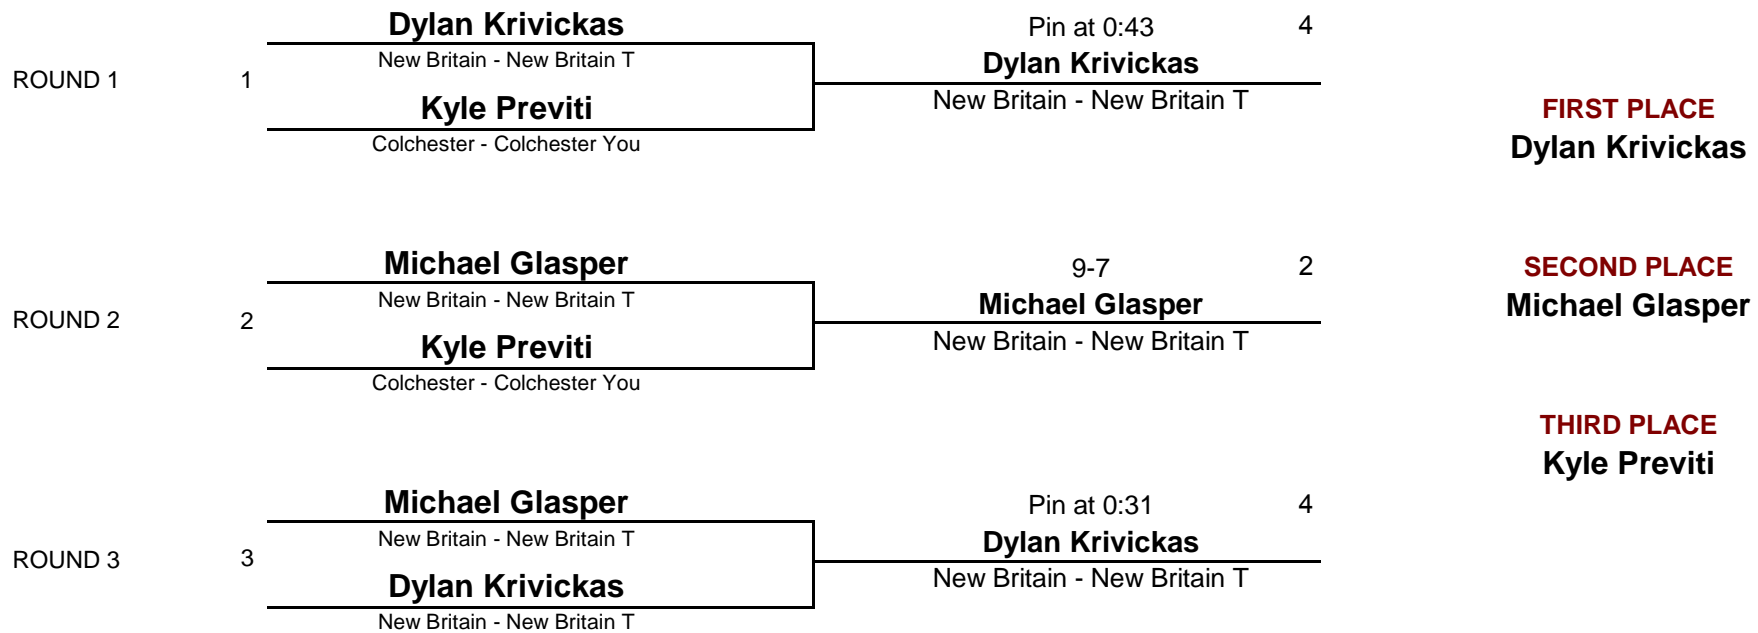 Dylan Krivickas
New Britain - New Britain T
ROUND 1
1
Kyle Previti
Colchester - Colchester You
Pin at 0:43
4
Dylan Krivickas
New Britain - New Britain T
Michael Glasper
New Britain - New Britain T
ROUND 2
2
Kyle Previti
Colchester - Colchester You
9-7
2
Michael Glasper
New Britain - New Britain T
Michael Glasper
New Britain - New Britain T
ROUND 3
3
Dylan Krivickas
New Britain - New Britain T
Pin at 0:31
4
Dylan Krivickas
New Britain - New Britain T
FIRST PLACE
Dylan Krivickas
SECOND PLACE
Michael Glasper
THIRD PLACE
Kyle Previti